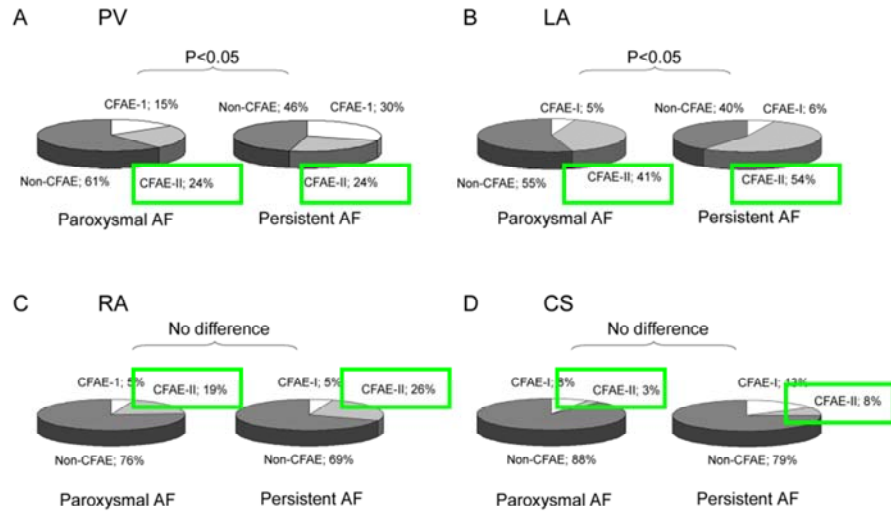 A PV
B LA
P<0.05
P<0.05
CFAE-1; 15%
Non-CFAE; 46%
CFAE-1; 30%
CFAE-I; 5%
Non-CFAE; 40%
CFAE-I; 6%
Non-CFAE; 61%
CFAE-II; 24%
CFAE-II; 24%
Non-CFAE; 55%
CFAE-II; 41%
CFAE-II; 54%
Paroxysmal AF
Persistent AF
Paroxysmal AF
Persistent AF
C RA
D CS
No difference
No difference
CFAE-1; 5%
CFAE-II; 19%
CFAE-I; 5%
CFAE-II; 26%
CFAE-I;
CFAE-II; 3%
CFAE-I; 13%
CFAE-II; 8%
Non-CFAE; 76%
Non-CFAE; 69%
Non-CFAE; 88%
Non-CFAE; 79%
Paroxysmal AF
Persistent AF
Paroxysmal AF
Persistent AF